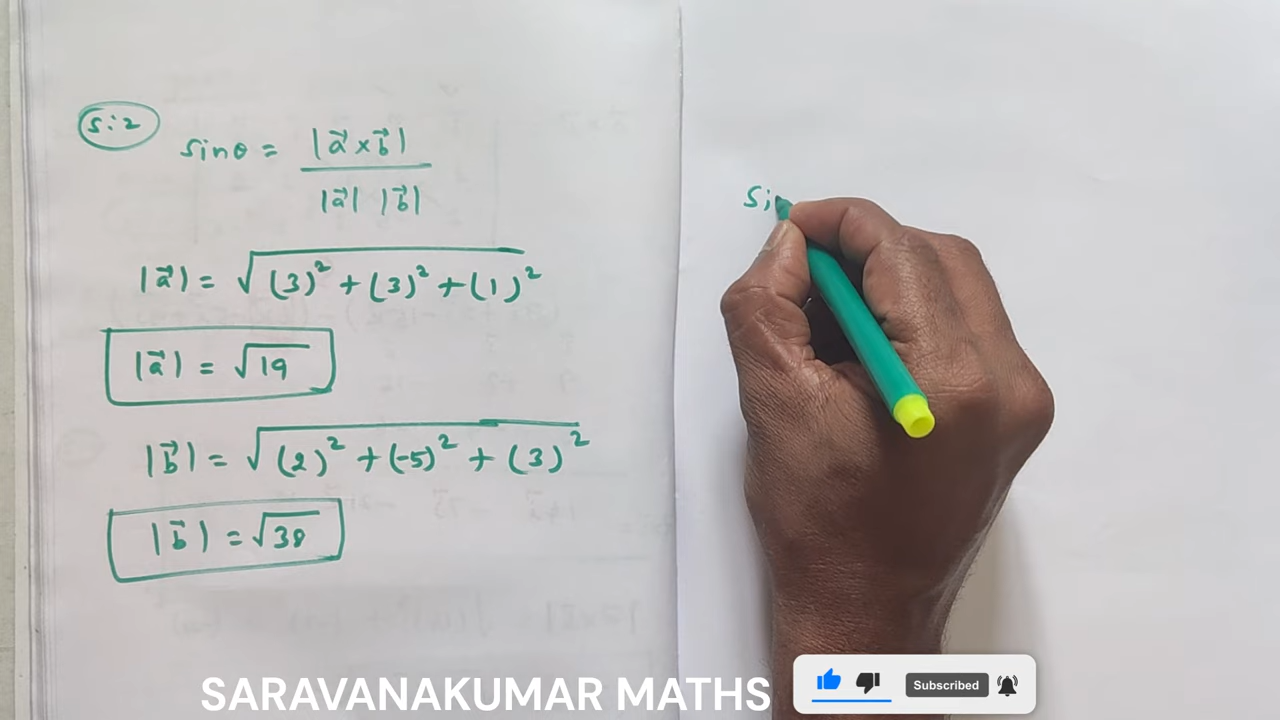 S:2
sinθ = |a⃗ × b⃗|
|a⃗| |b⃗|
|a⃗| = √(3)² + (3)² + (1)²
|a⃗| = √19
|b⃗| = √(2)² + (-5)² + (3)²
|b⃗| = √38
Si
SARAVANAKUMAR MATHS
Subscribed